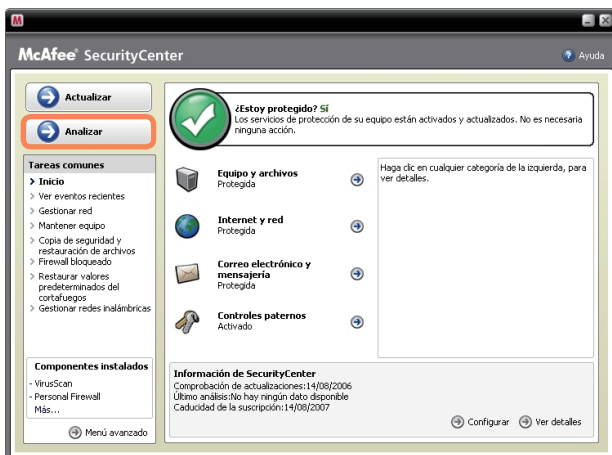 M
McAfee® SecurityCenter
Ayuda
Actualizar
Analizar
Tareas comunes
Inicio
Ver eventos recientes
Gestionar red
Mantener equipo
Copia de seguridad y
restauración de archivos
Firewall bloqueado
Restaurar valores
predeterminados del
cortafuegos
Gestionar redes inalámbricas
Componentes instalados
- VirusScan
- Personal Firewall
Más...
Menú avanzado
¿Estoy protegido? Sí
Los servicios de protección de su equipo están activados y actualizados. No es necesaria
ninguna acción.
Equipo y archivos
Protegida
Internet y red
Protegida
Correo electrónico y
mensajería
Protegida
Controles paternos
Activado
Haga clic en cualquier categoría de la izquierda, para
ver detalles.
Información de SecurityCenter
Comprobación de actualizaciones:14/08/2006
Último análisis:No hay ningún dato disponible
Caducidad de la suscripción:14/08/2007
Configurar
Ver detalles